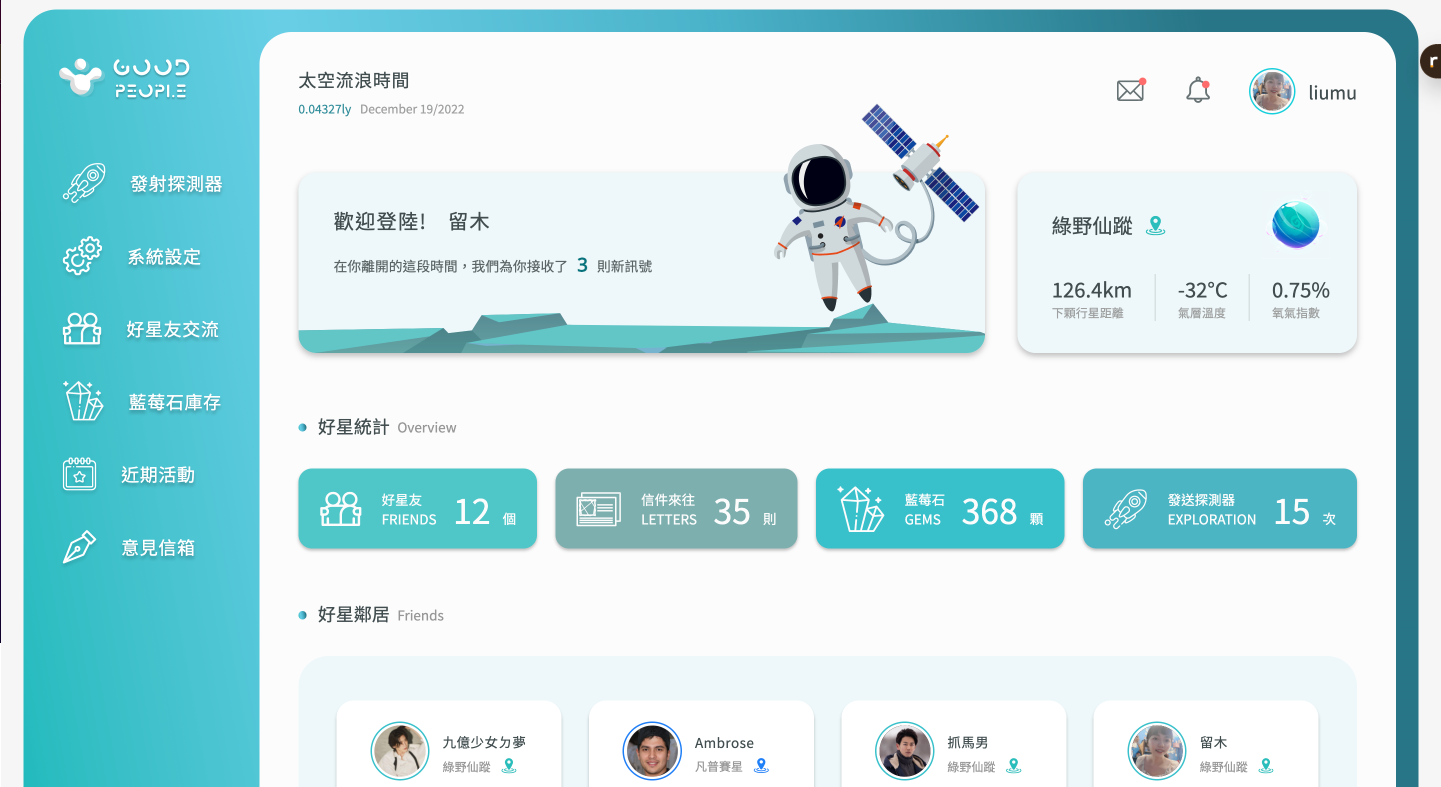 GOOD
PEOPLE
發射探測器
系統設定
好星友交流
藍莓石庫存
近期活動
意見信箱
太空流浪時間
0.04327ly December 19/2022
liumu
r
歡迎登陸! 留木
在你離開的這段時間，我們為你接收了 3 則新訊號
綠野仙蹤
126.4km
下顆行星距離
-32°C
氣層溫度
0.75%
氧氣指數
好星統計 Overview
好星友
FRIENDS
12 個
信件來往
LETTERS
35 則
藍莓石
GEMS
368 顆
發送探測器
EXPLORATION
15 次
好星鄰居 Friends
九億少女ㄉ夢
綠野仙蹤
Ambrose
凡普賽星
抓馬男
綠野仙蹤
留木
綠野仙蹤